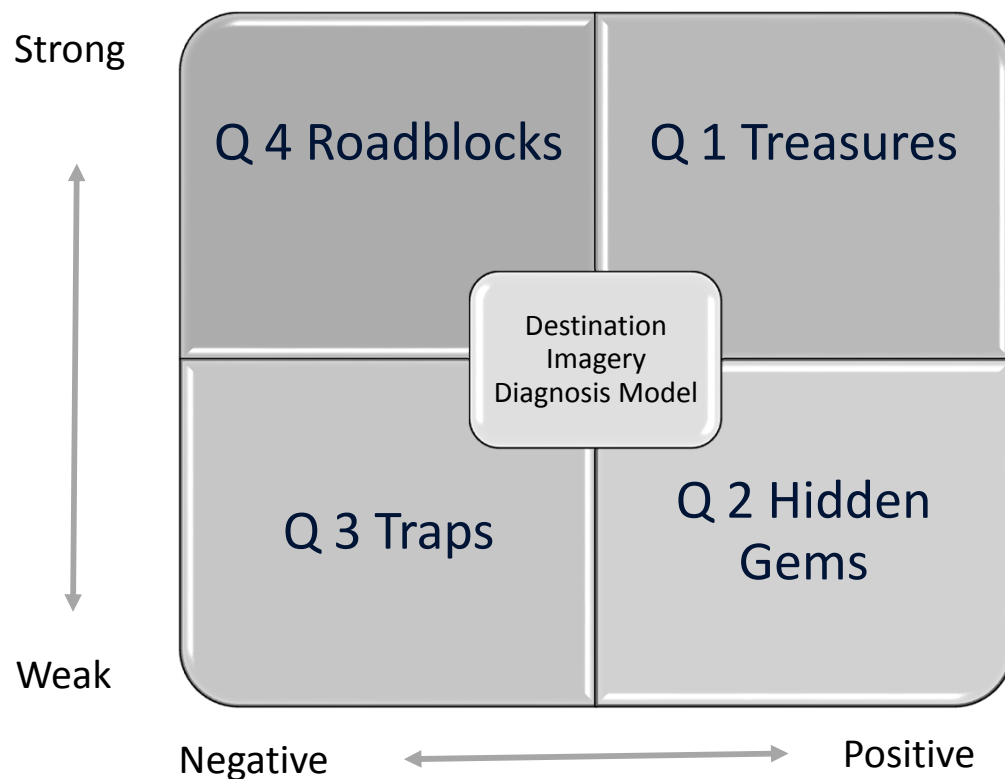 Strong
Q 4 Roadblocks
Q 1 Treasures
Destination
Imagery
Diagnosis Model
Q 3 Traps
Q 2 Hidden
Gems
Weak
Negative
Positive